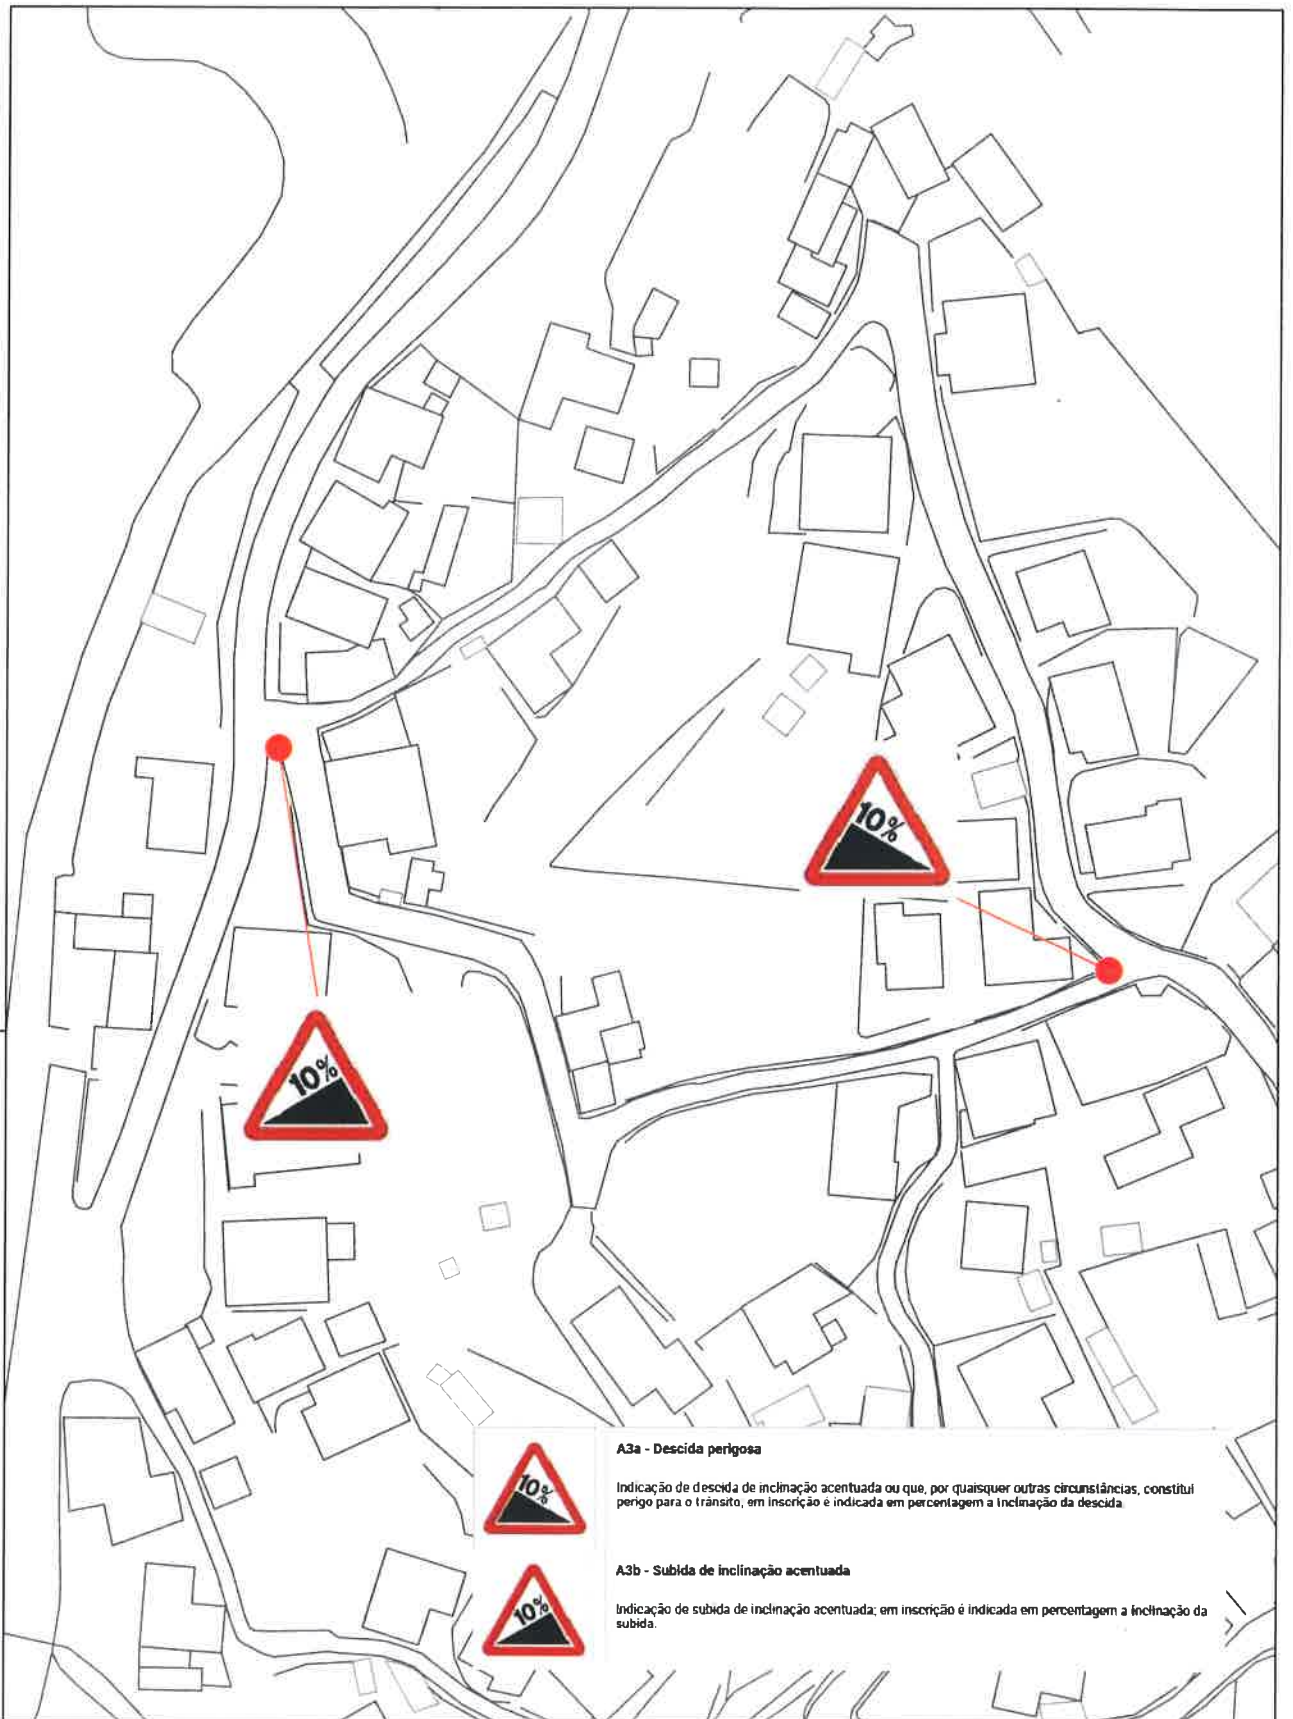 10%
10%
10%
A3a - Descida perigosa
Indicação de descida de inclinação acentuada ou que, por quaisquer outras circunstâncias, constitui
perigo para o trânsito, em inscrição é indicada em percentagem a inclinação da descida.
10%
A3b - Subida de inclinação acentuada
Indicação de subida de inclinação acentuada; em inscrição é indicada em percentagem a inclinação da
subida.